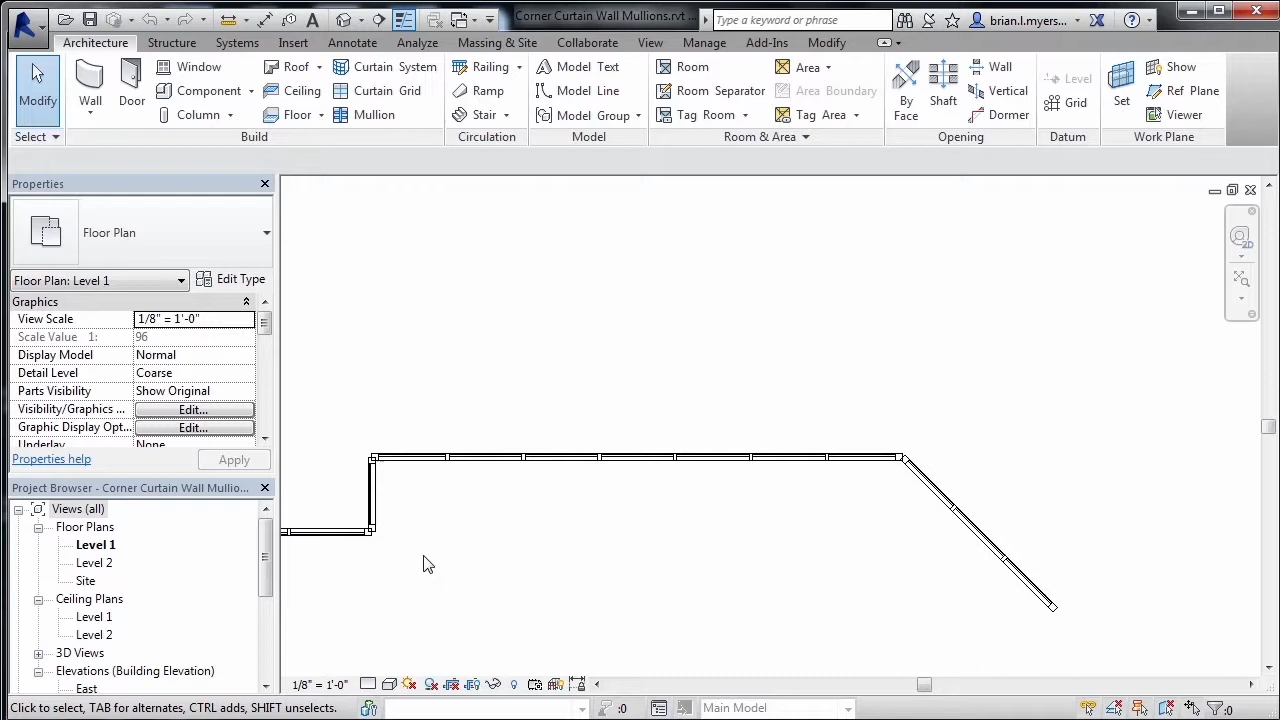 Corner Curtain Wall Mullions.rvt ...
Type a keyword or phrase
brian.l.myers...
Architecture Structure Systems Insert Annotate Analyze Massing & Site Collaborate View Manage Add-Ins Modify
Modify
Select
Wall
Door
Window
Component
Column
Roof
Ceiling
Floor
Curtain System
Curtain Grid
Mullion
Build
Railing
Ramp
Stair
Circulation
Model Text
Model Line
Model Group
Model
Room
Room Separator
Tag Room
Area
Area Boundary
Tag Area
Room & Area
By
Face
Shaft
Wall
Vertical
Dormer
Opening
Level
Grid
Datum
Set
Show
Ref Plane
Viewer
Work Plane
Properties
Floor Plan
Floor Plan: Level 1
Edit Type
Graphics
View Scale 1/8" = 1'-0"
Scale Value 1: 96
Display Model Normal
Detail Level Coarse
Parts Visibility Show Original
Visibility/Graphics ... Edit...
Graphic Display Opt... Edit...
Underlay None
Properties help
Apply
Project Browser - Corner Curtain Wall Mullio...
Views (all)
Floor Plans
Level 1
Level 2
Site
Ceiling Plans
Level 1
Level 2
3D Views
Elevations (Building Elevation)
East
2D
1/8" = 1'-0"
Click to select, TAB for alternates, CTRL adds, SHIFT unselects.
:0
Main Model
:0